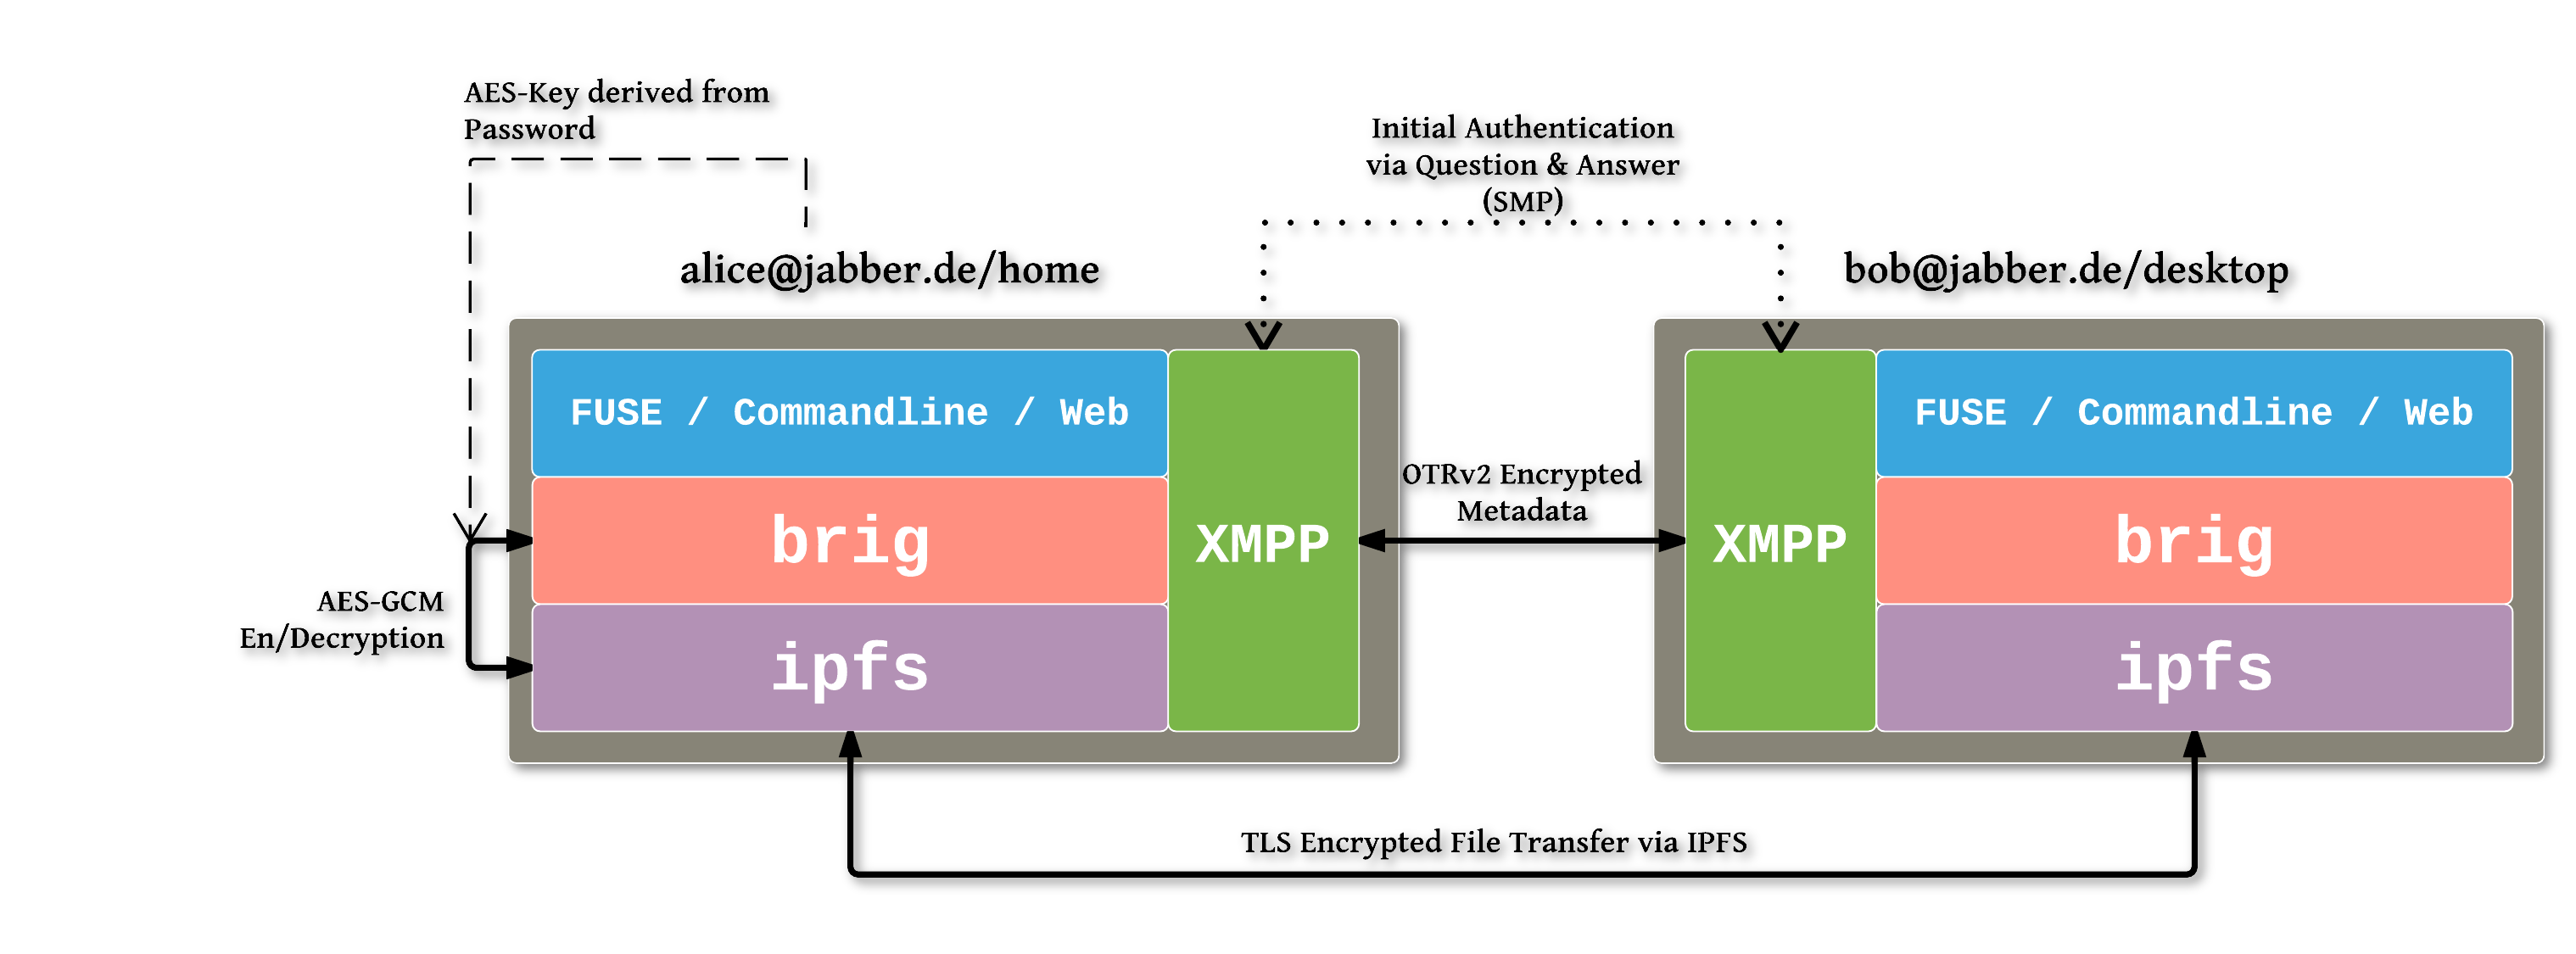 AES-Key derived from
Password
Initial Authentication
via Question & Answer
(SMP)
alice@jabber.de/home
bob@jabber.de/desktop
FUSE / Commandline / Web
brig
ipfs
XMPP
AES-GCM
En/Decryption
OTRv2 Encrypted
Metadata
XMPP
FUSE / Commandline / Web
brig
ipfs
TLS Encrypted File Transfer via IPFS